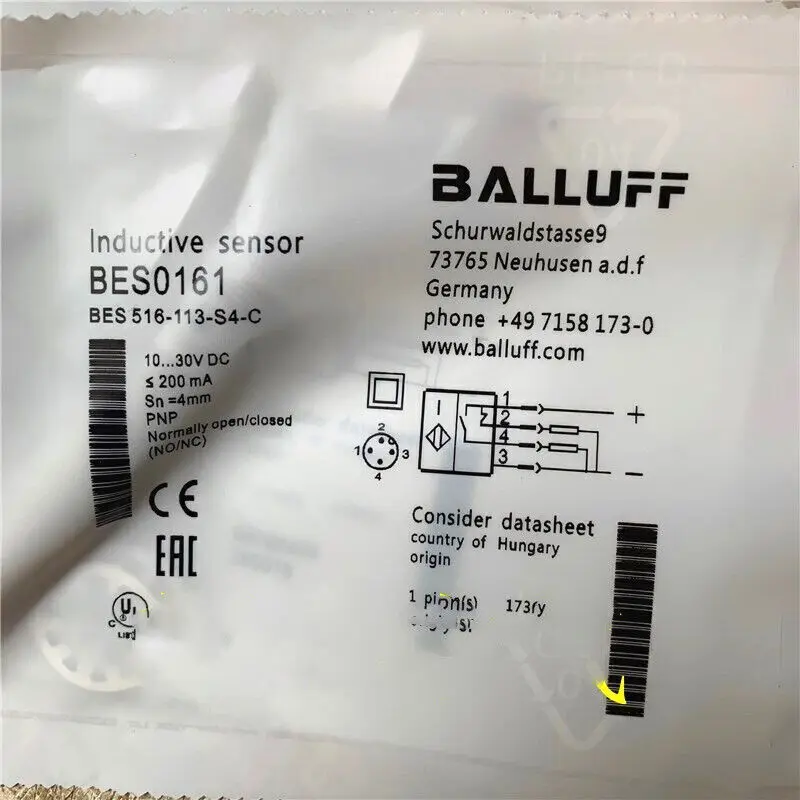 Inductive sensor
BES0161
BES 516-113-S4-C
10...30V DC
≤ 200 mA
Sn =4mm
PNP
Normally open/closed
(NO/NC)
CE
EAC
BALLUFF
Schurwaldstasse9
73765 Neuhusen a.d.f
Germany
phone +49 7158 173-0
www.balluff.com
1
2
4
3
+
−
2
1
3
4
Consider datasheet
country of Hungary
origin
1 173fy